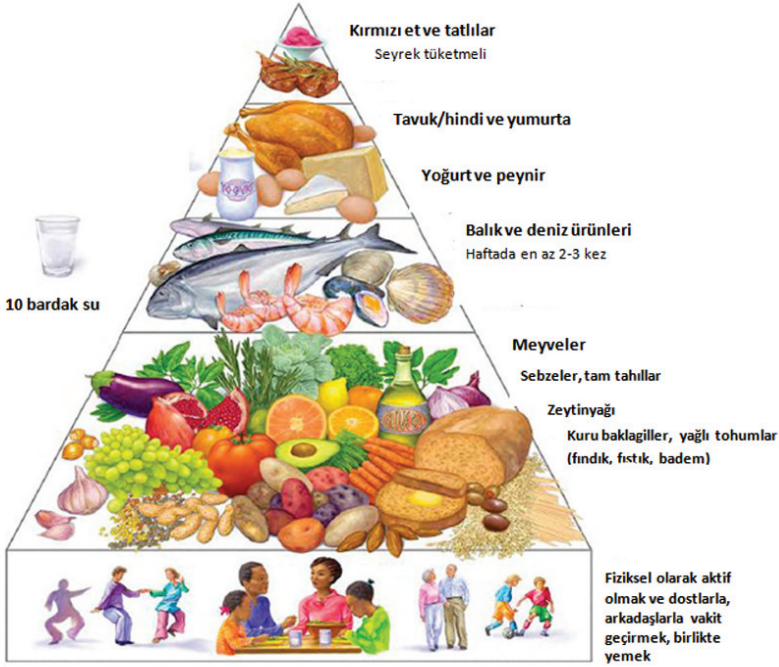 Kırmızı et ve tatlılar
Seyrek tüketmeli
Tavuk/hindi ve yumurta
Yoğurt ve peynir
Balık ve deniz ürünleri
Haftada en az 2-3 kez
10 bardak su
Meyveler
Sebzeler, tam tahıllar
Zeytinyağı
Kuru baklagiller, yağlı tohumlar
(fındık, fıstık, badem)
Fiziksel olarak aktif
olmak ve dostlarla,
arkadaşlarla vakit
geçirmek, birlikte
yemek